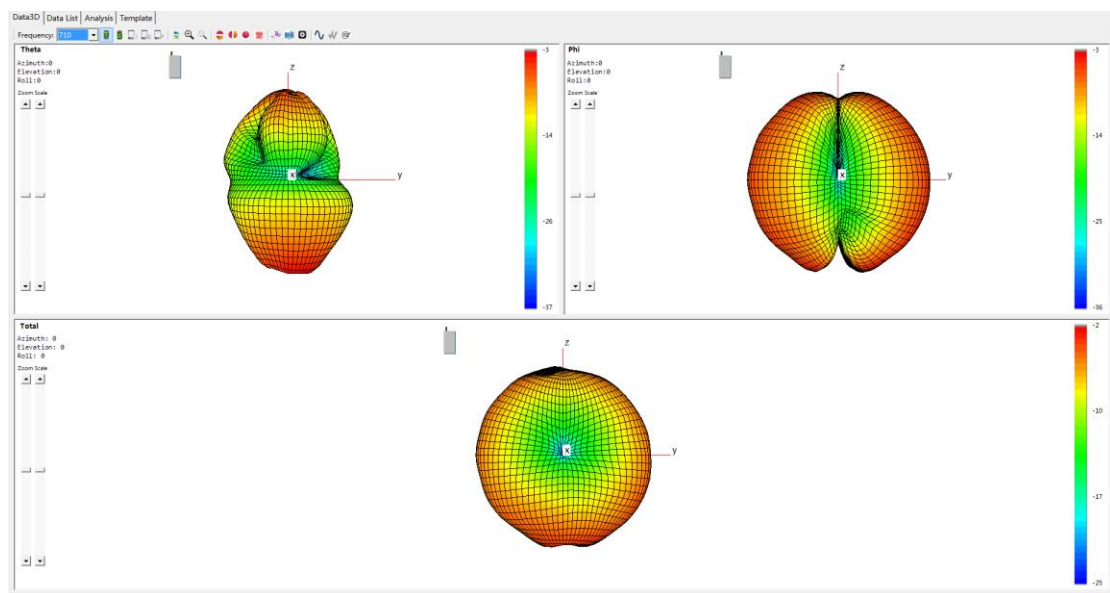 Data3D Data List Analysis Template
Frequency: 710
Theta
Azimuth:0
Elevation:0
Roll:0
Zoom Scale
z
x
y
-3
-14
-26
-37
Phi
Azimuth:0
Elevation:0
Roll:0
Zoom Scale
z
x
y
-3
-14
-25
-36
Total
Azimuth: 0
Elevation: 0
Roll: 0
Zoom Scale
z
x
y
-2
-10
-17
-25